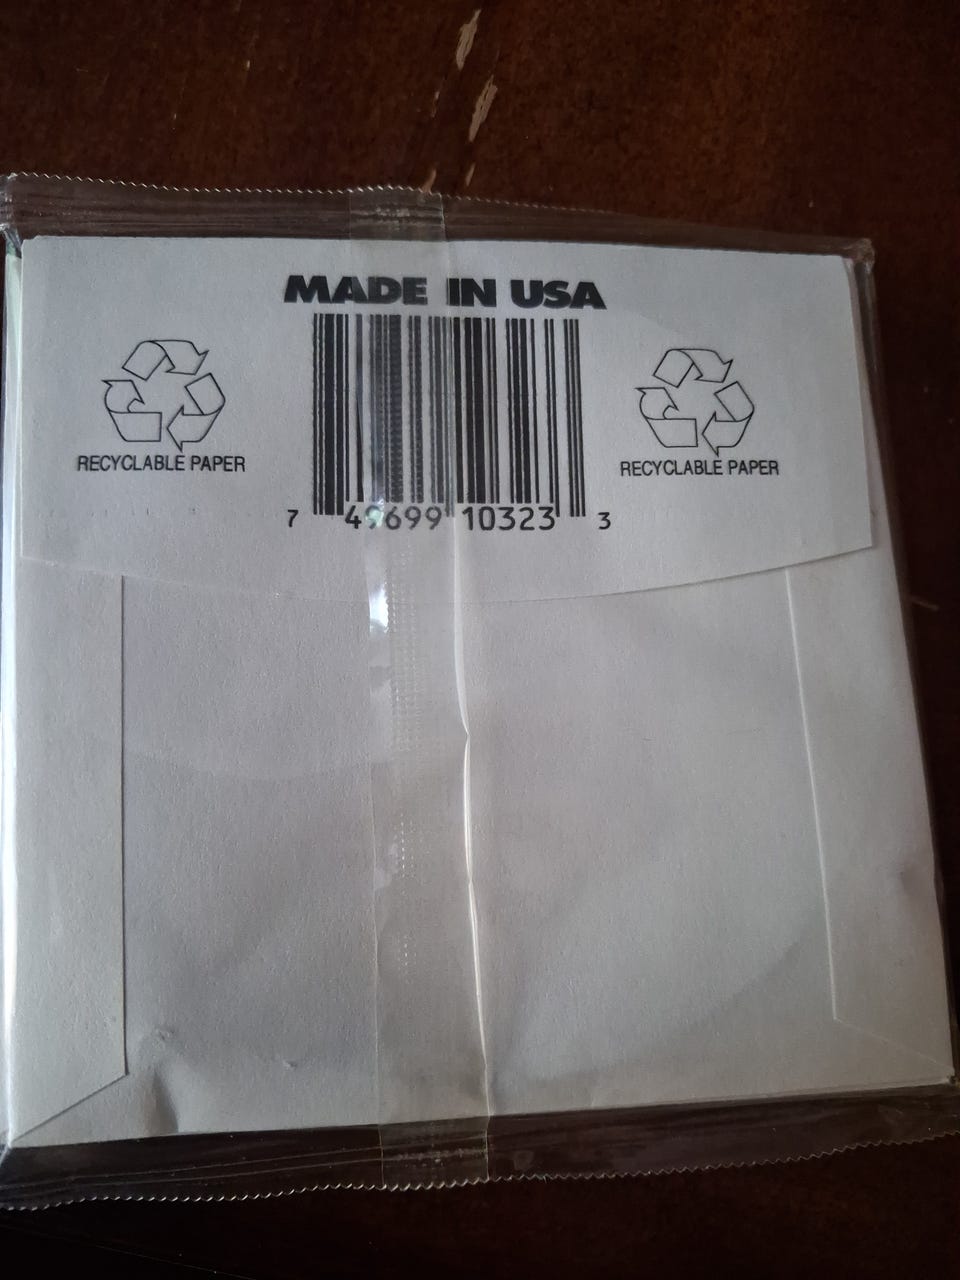 MADE IN USA
RECYCLABLE PAPER
RECYCLABLE PAPER
7 49699 10323 3